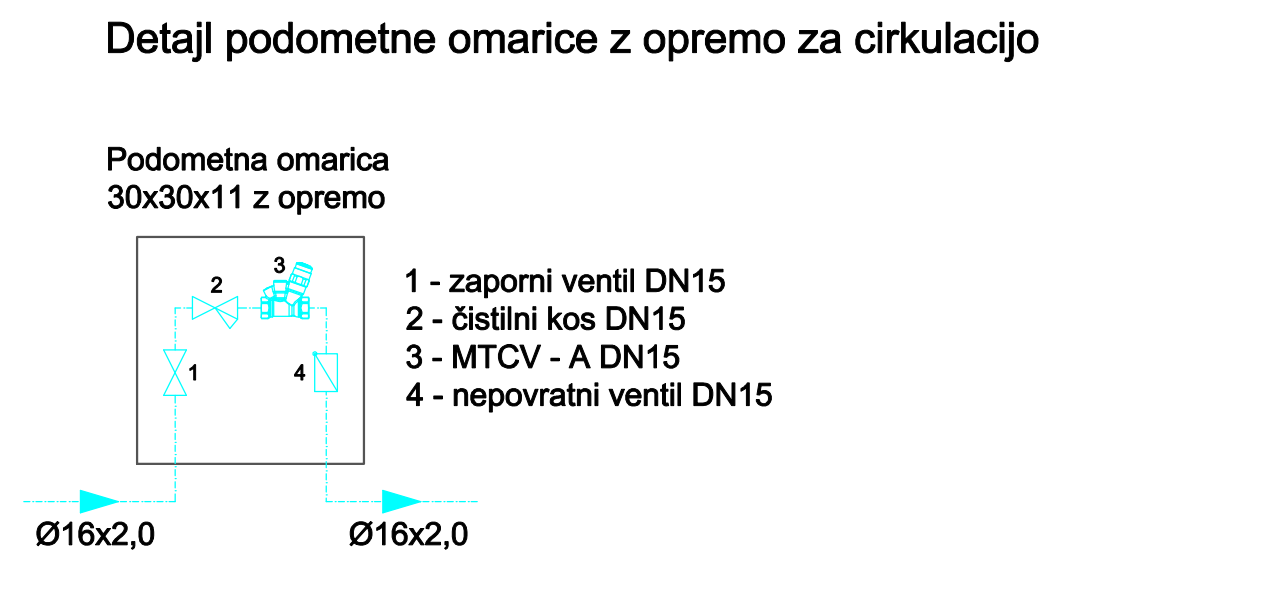 Detajl podometne omarice z opremo za cirkulacijo
Podometna omarica
30x30x11 z opremo
3
2
1
4
1 - zaporni ventil DN15
2 - čistilni kos DN15
3 - MTCV - A DN15
4 - nepovratni ventil DN15
Ø16x2,0
Ø16x2,0